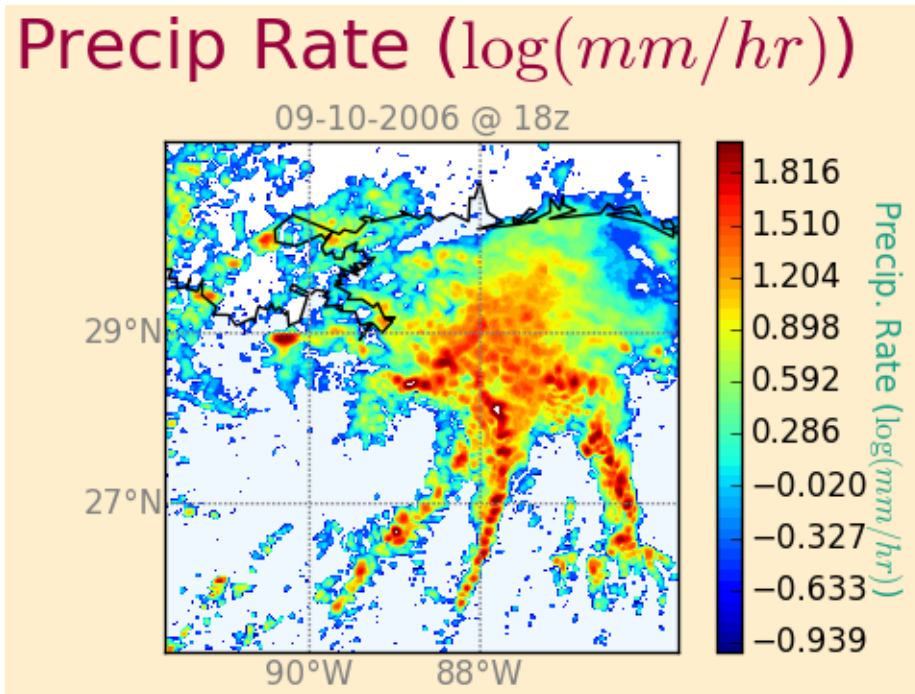 Precip Rate (log(mm/hr))
09-10-2006 @ 18z
1.816
1.510
1.204
0.898
0.592
0.286
−0.020
−0.327
−0.633
−0.939
Precip. Rate (log(mm/hr))
29°N
27°N
90°W
88°W